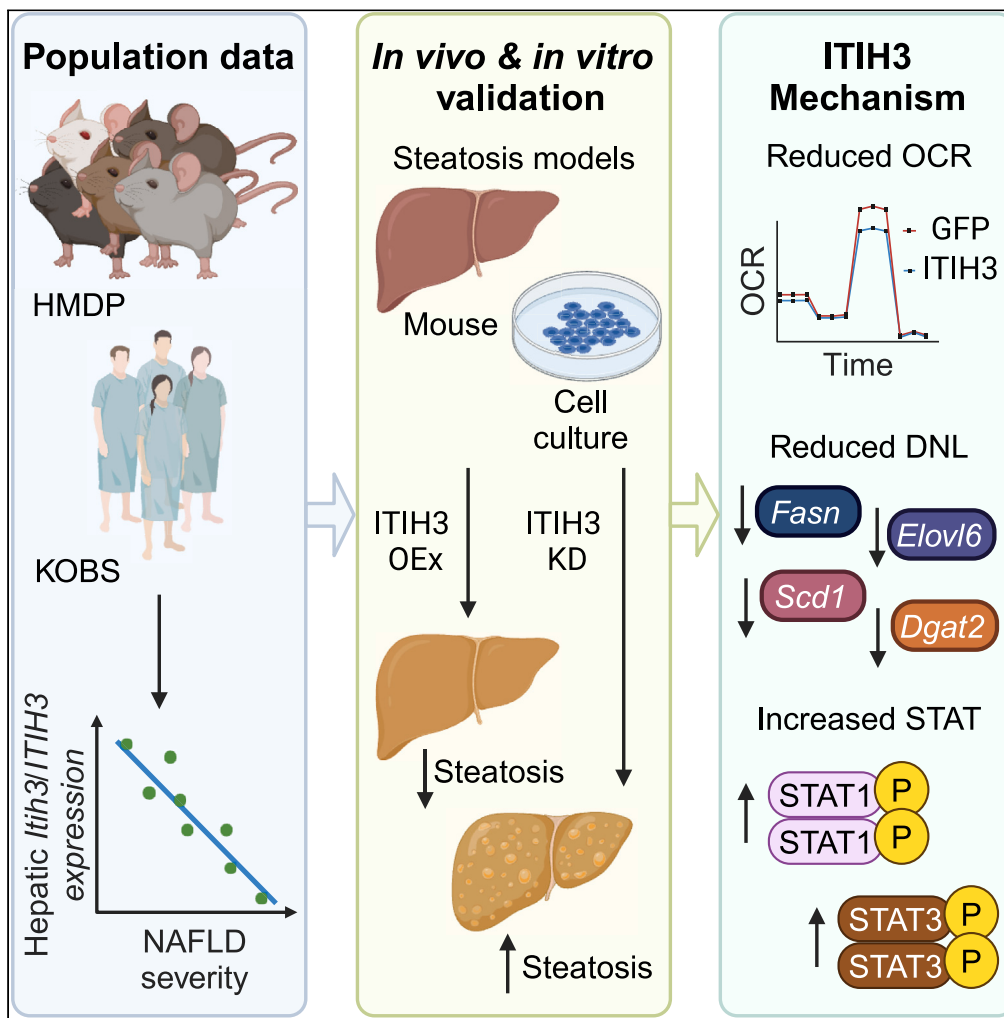 Population data
HMDP
KOBS
Hepatic Itih3/ITIH3
expression
NAFLD
severity
In vivo & in vitro
validation
Steatosis models
Mouse
Cell
culture
ITIH3
OEx
ITIH3
KD
Steatosis
Steatosis
ITIH3
Mechanism
Reduced OCR
OCR
GFP
ITIH3
Time
Reduced DNL
Fasn
Elovl6
Scd1
Dgat2
Increased STAT
STAT1 P
STAT1 P
STAT3 P
STAT3 P